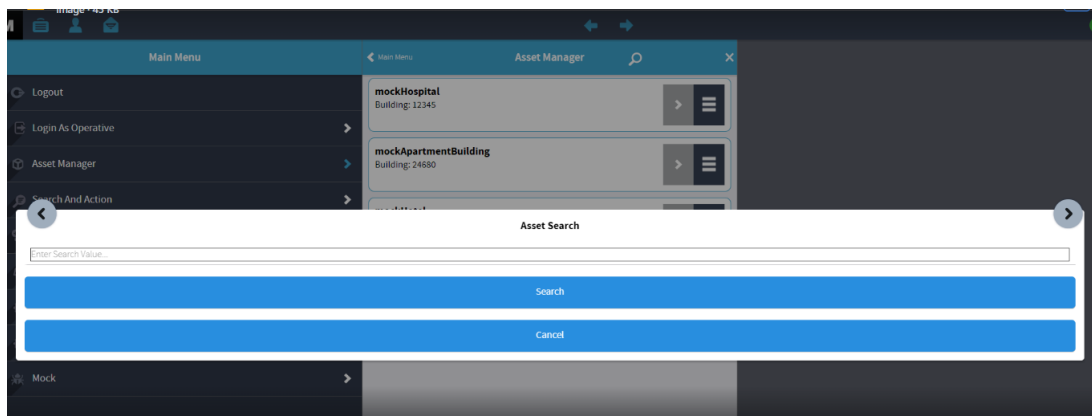 image · 43 KB
M
Main Menu
Main Menu
Asset Manager
Logout
mockHospital
Building: 12345
Login As Operative
mockApartmentBuilding
Building: 24680
Asset Manager
Search And Action
Asset Search
Enter Search Value...
Search
Cancel
Mock